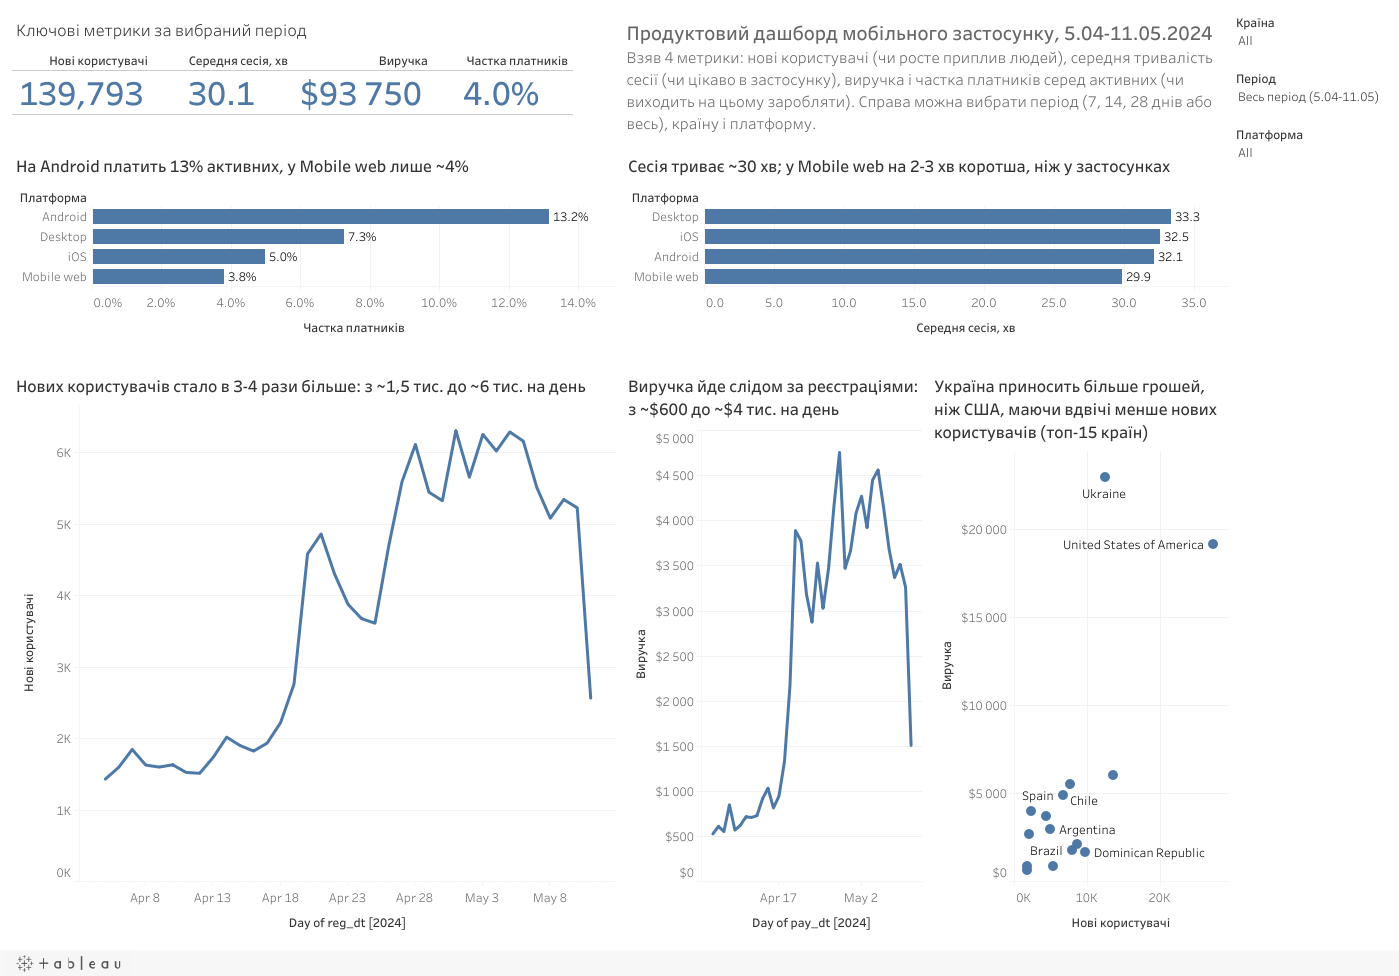 Ключові метрики за вибраний період
Нові користувачі Середня сесія, хв Виручка Частка платників
139,793 30.1 $93 750 4.0%
Продуктовий дашборд мобільного застосунку, 5.04-11.05.2024
Взяв 4 метрики: нові користувачі (чи росте приплив людей), середня тривалість
сесії (чи цікаво в застосунку), виручка і частка платників серед активних (чи
виходить на цьому заробляти). Справа можна вибрати період (7, 14, 28 днів або
весь), країну і платформу.
Країна
All
Період
Весь період (5.04-11.05)
Платформа
All
На Android платить 13% активних, у Mobile web лише ~4%
Платформа
Android 13.2%
Desktop 7.3%
iOS 5.0%
Mobile web 3.8%
0.0% 2.0% 4.0% 6.0% 8.0% 10.0% 12.0% 14.0%
Частка платників
Сесія триває ~30 хв; у Mobile web на 2-3 хв коротша, ніж у застосунках
Платформа
Desktop 33.3
iOS 32.5
Android 32.1
Mobile web 29.9
0.0 5.0 10.0 15.0 20.0 25.0 30.0 35.0
Середня сесія, хв
Нових користувачів стало в 3-4 рази більше: з ~1,5 тис. до ~6 тис. на день
6K
5K
4K
3K
2K
1K
0K
Нові користувачі
Apr 8 Apr 13 Apr 18 Apr 23 Apr 28 May 3 May 8
Day of reg_dt [2024]
Виручка йде слідом за реєстраціями:
з ~$600 до ~$4 тис. на день
$5 000
$4 500
$4 000
$3 500
$3 000
$2 500
$2 000
$1 500
$1 000
$500
$0
Виручка
Apr 17 May 2
Day of pay_dt [2024]
Україна приносить більше грошей,
ніж США, маючи вдвічі менше нових
користувачів (топ-15 країн)
Ukraine
$20 000
United States of America
$15 000
$10 000
$5 000
Spain
Chile
Argentina
Brazil
Dominican Republic
$0
Виручка
0K 10K 20K
Нові користувачі
+ableau